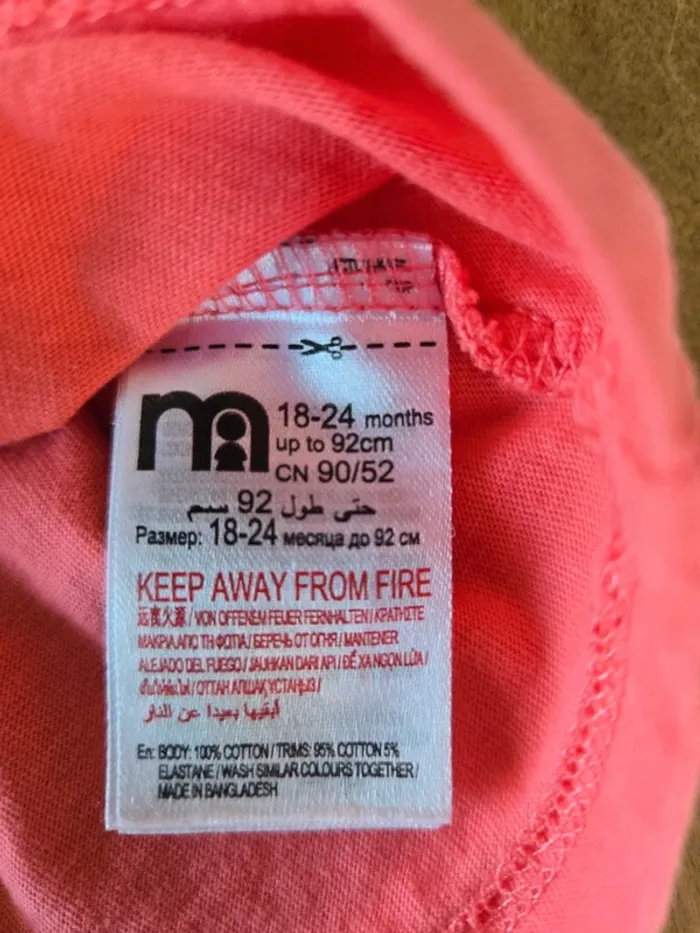 18-24 months
up to 92cm
CN 90/52
حتى طول 92 سم
Размер: 18-24 месяца до 92 см
KEEP AWAY FROM FIRE
远离火源 / VON OFFENEM FEUER FERNHALTEN / ΚΡΑΤΗΣΤΕ
ΜΑΚΡΙΑ ΑΠΟ ΤΗ ΦΩΤΙΑ / БЕРЕЧЬ ОТ ОГНЯ / MANTENER
ALEJADO DEL FUEGO / JAUHKAN DARI API / ĐỂ XA NGỌN LỬA /
ОТТАН АЛШАҚ ҰСТАҢЫЗ /
أبقيها بعيدا عن النار
En: BODY: 100% COTTON / TRIMS: 95% COTTON 5%
ELASTANE / WASH SIMILAR COLOURS TOGETHER /
MADE IN BANGLADESH